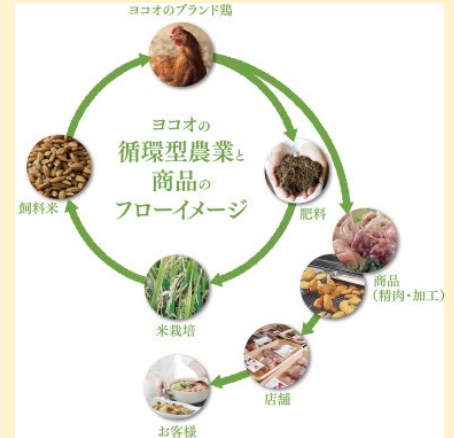 ヨコオのブランド鶏
ヨコオの
循環型農業と
商品の
フローイメージ
飼料米
肥料
商品
（精肉・加工）
米栽培
店舗
お客様